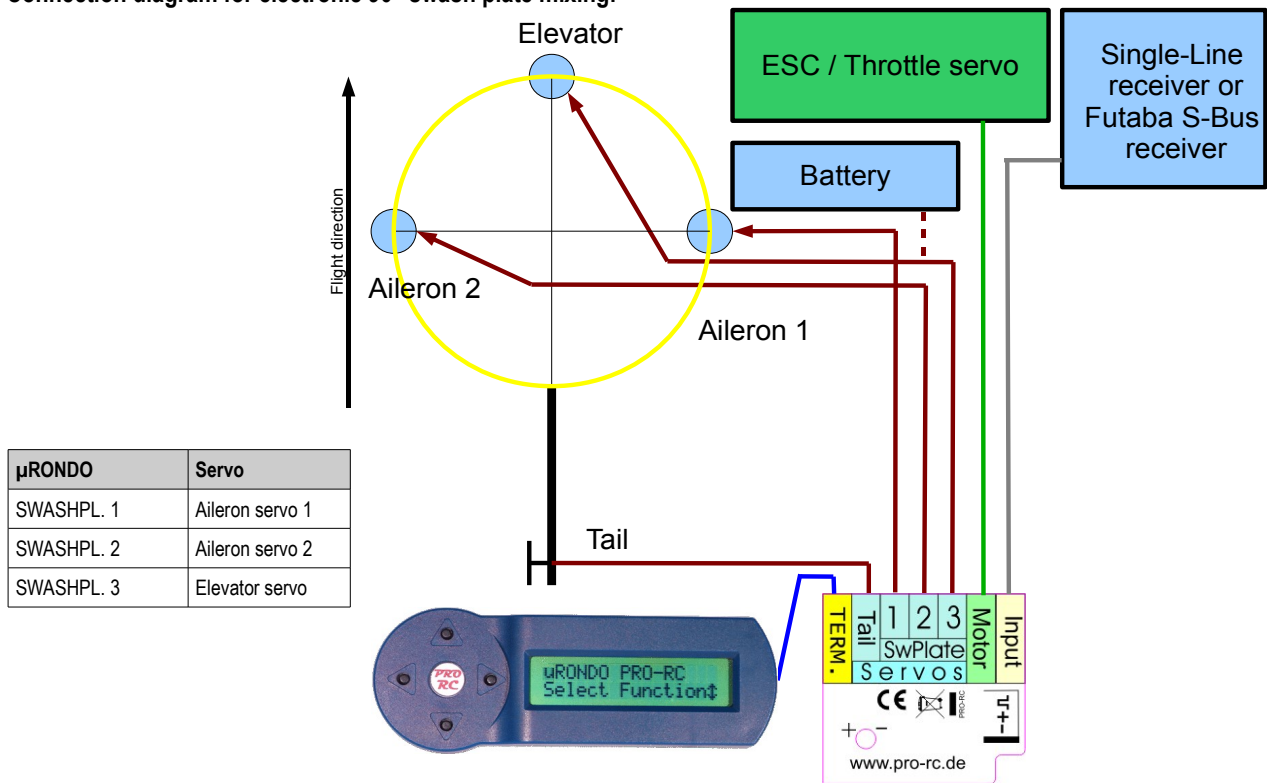 Elevator
ESC / Throttle servo
Single-Line
receiver or
Futaba S-Bus
receiver
Battery
Flight direction
Aileron 2
Aileron 1
µRONDO Servo
SWASHPL. 1 Aileron servo 1
SWASHPL. 2 Aileron servo 2
SWASHPL. 3 Elevator servo
Tail
PRO
RC
uRONDO PRO-RC
Select Function↕
TERM.
Tail
1 2 3
SwPlate
Servos
Motor
Input
CE
PRO-RC
+ -
+ -
www.pro-rc.de